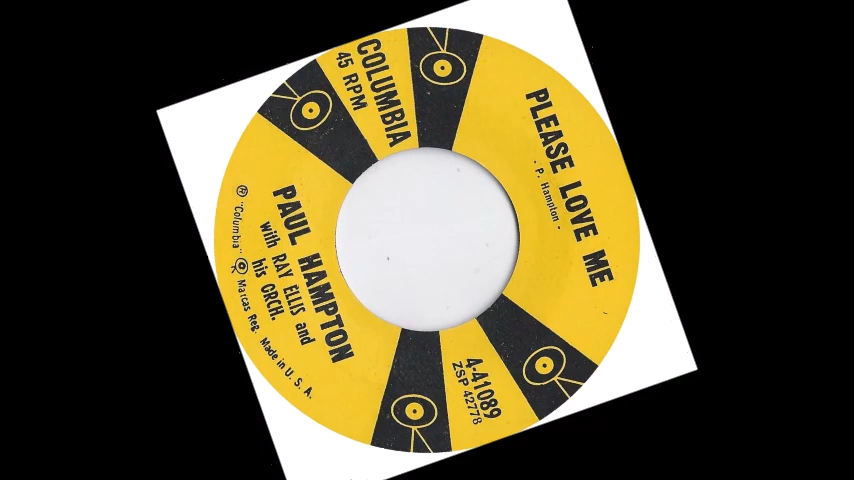 PLEASE LOVE ME
- P. Hampton -
COLUMBIA
45 RPM
4-41089
ZSP 42778
PAUL HAMPTON
with RAY ELLIS and
his ORCH.
Ⓡ "Columbia" Marcas Reg. Made in U. S. A.